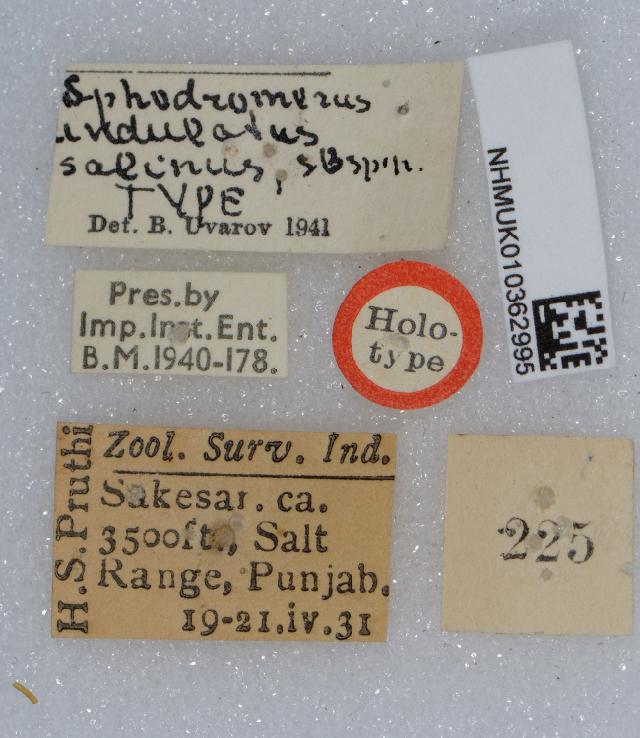 Sphodromerus
undulatus
salinus, sbsp.n.
TYPE
Det. B. Uvarov 1941
NHMUK010362995
Pres.by
Imp.Inst.Ent.
B.M.1940-178.
Holo-
type
H.S.Pruthi
Zool. Surv. Ind.
Sakesar. ca.
3500ft., Salt
Range, Punjab.
19-21.iv.31
225